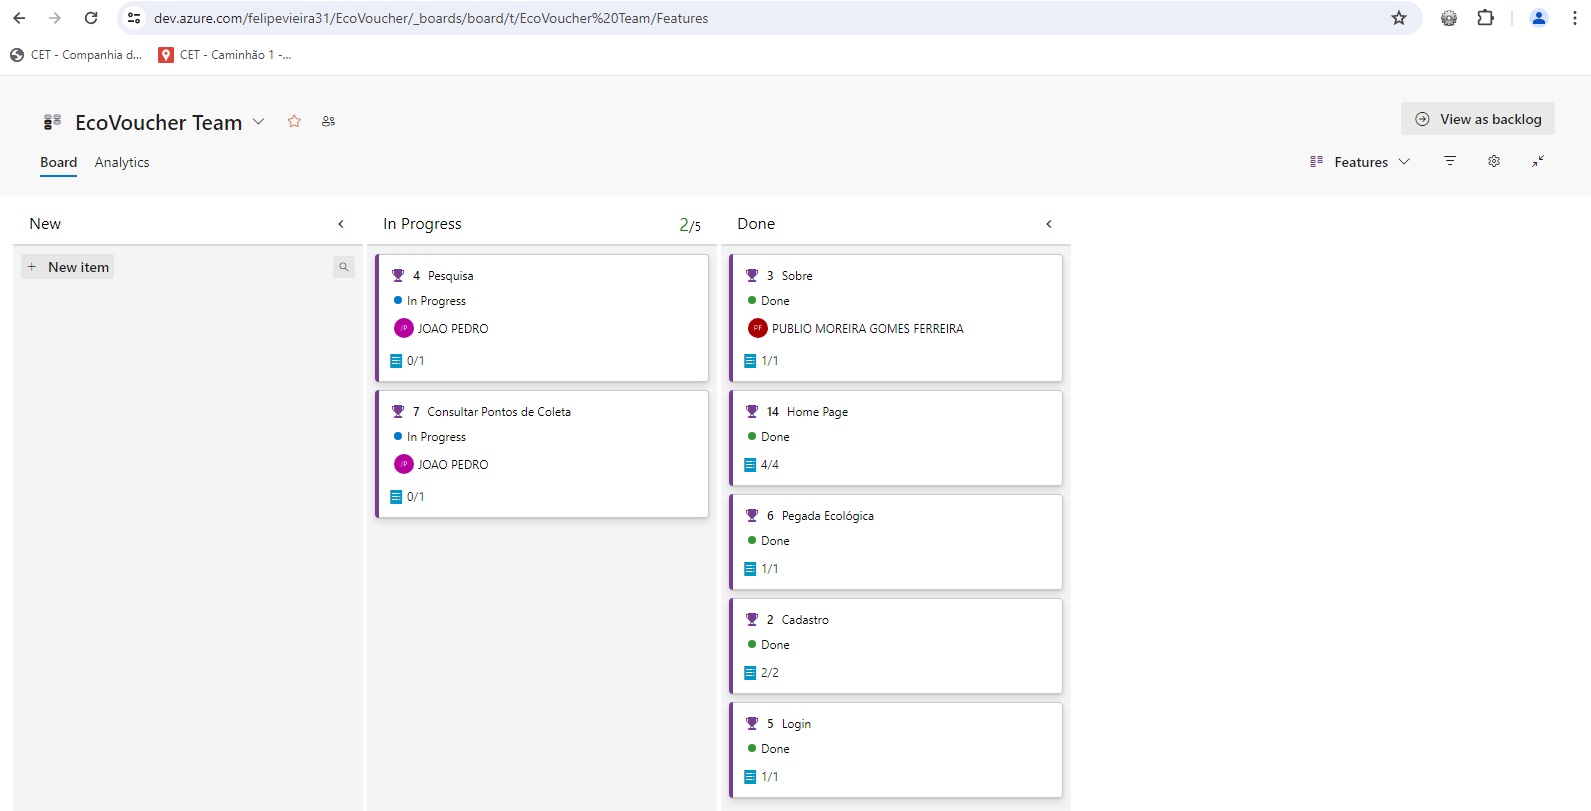 dev.azure.com/felipevieira31/EcoVoucher/_boards/board/t/EcoVoucher%20Team/Features
CET - Companhia d...
CET - Caminhão 1 -...
EcoVoucher Team
View as backlog
Board
Analytics
Features
New
In Progress
2/5
Done
+ New item
4 Pesquisa
In Progress
JP JOAO PEDRO
0/1
7 Consultar Pontos de Coleta
In Progress
JP JOAO PEDRO
0/1
3 Sobre
Done
PF PUBLIO MOREIRA GOMES FERREIRA
1/1
14 Home Page
Done
4/4
6 Pegada Ecológica
Done
1/1
2 Cadastro
Done
2/2
5 Login
Done
1/1